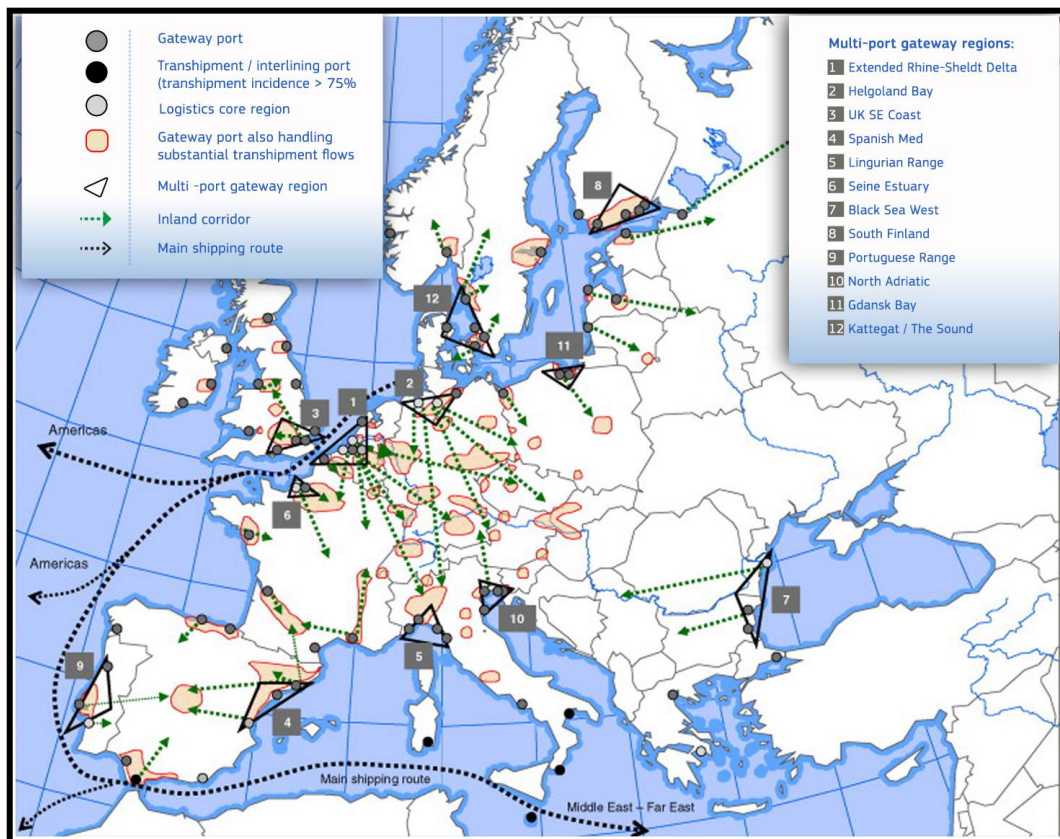 Gateway port
Transhipment / interlining port
(transhipment incidence > 75%
Logistics core region
Gateway port also handling
substantial transhipment flows
Multi -port gateway region
Inland corridor
Main shipping route
Multi-port gateway regions:
1 Extended Rhine-Sheldt Delta
2 Helgoland Bay
3 UK SE Coast
4 Spanish Med
5 Lingurian Range
6 Seine Estuary
7 Black Sea West
8 South Finland
9 Portuguese Range
10 North Adriatic
11 Gdansk Bay
12 Kattegat / The Sound
8
12
11
2
1
3
Americas
6
Americas
7
10
5
9
4
Main shipping route
Middle East – Far East